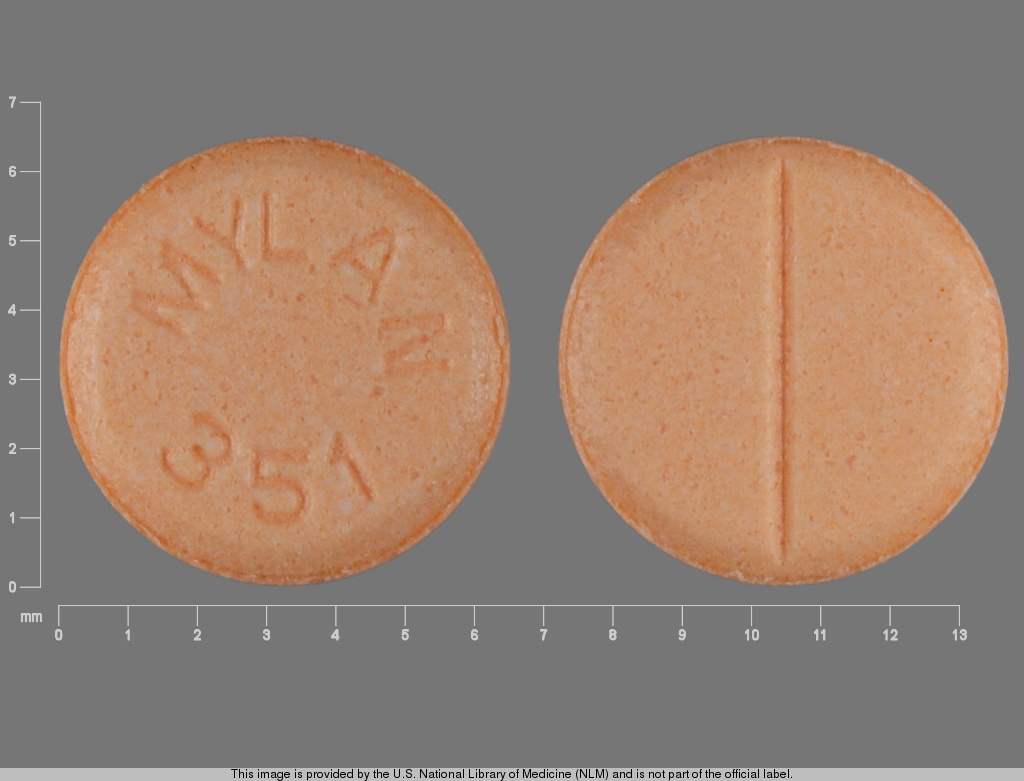 MYLAN
351
7
6
5
4
3
2
1
0
mm
0 1 2 3 4 5 6 7 8 9 10 11 12 13
This image is provided by the U.S. National Library of Medicine (NLM) and is not part of the official label.